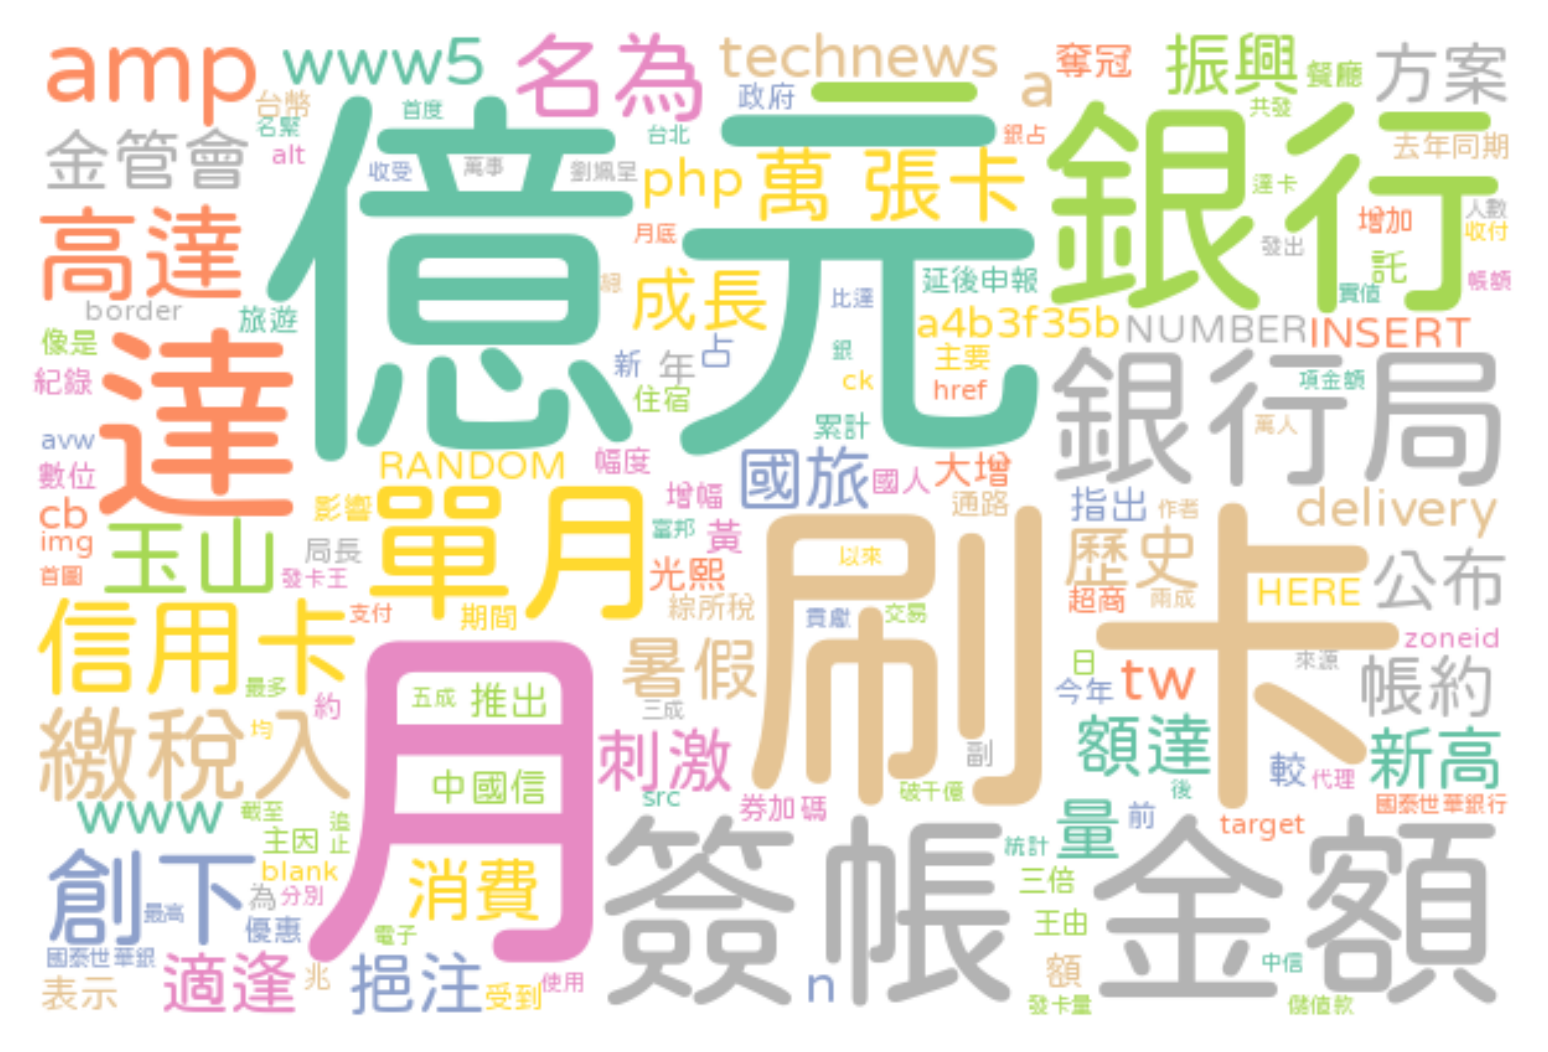 amp
www5
名為
technews
a
奪冠
振興
餐廳
方案
台幣
首度
政府
共發
名緊
台北
銀占
去年同期
金管會
alt
收受
萬事
劉姵呈
php
萬 張卡
億元
銀行
達卡
高達
月底
增加
人數
收付
發出
託
border
旅遊
成長
延後申報
比達
實值
帳額
a4b3f35b
NUMBER
INSERT
像是
紀錄
達
新
年
占
銀
主要
ck
href
住宿
銀行局
項金額
萬人
avw
數位
累計
RANDOM
幅度
國旅
國人
大增
增幅
通路
指出
作者
delivery
cb
img
影響
單月
富邦
黃
玉山
局長
首圖
發卡王
光熙
以來
歷史
公布
刷卡
信用卡
支付
期間
綜所稅
貢獻
交易
超商
兩成
HERE
zoneid
暑假
日
來源
最多
約
五成
推出
三成
今年
tw
帳約
繳稅入
均
月
刺激
副
額達
較
代理
新高
中國信
src
券加碼
破千億
後
國泰世華銀行
www
截至
主因
追止
量
前
target
創下
blank
為
分別
最高
優惠
消費
簽帳金額
統計
三倍
王由
電子
國泰世華銀
表示
適逢
兆
挹注
受到
使用
n
額
中信
發卡量
儲值款